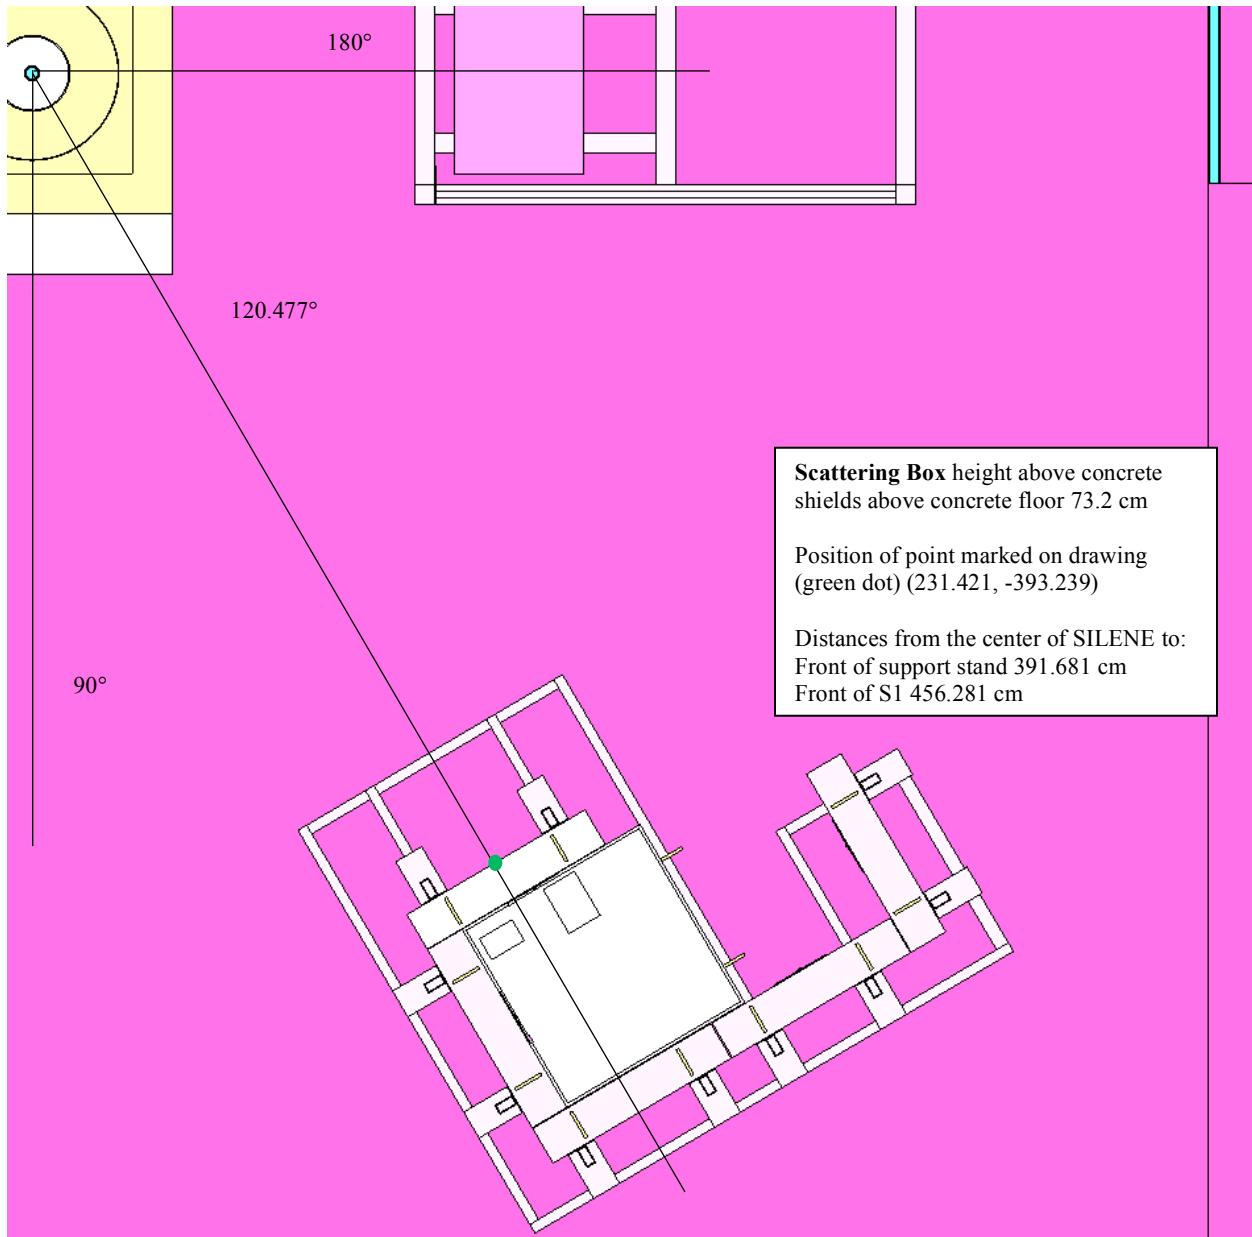 180°
120.477°
Scattering Box height above concrete
shields above concrete floor 73.2 cm
Position of point marked on drawing
(green dot) (231.421, -393.239)
Distances from the center of SILENE to:
Front of support stand 391.681 cm
Front of S1 456.281 cm
90°